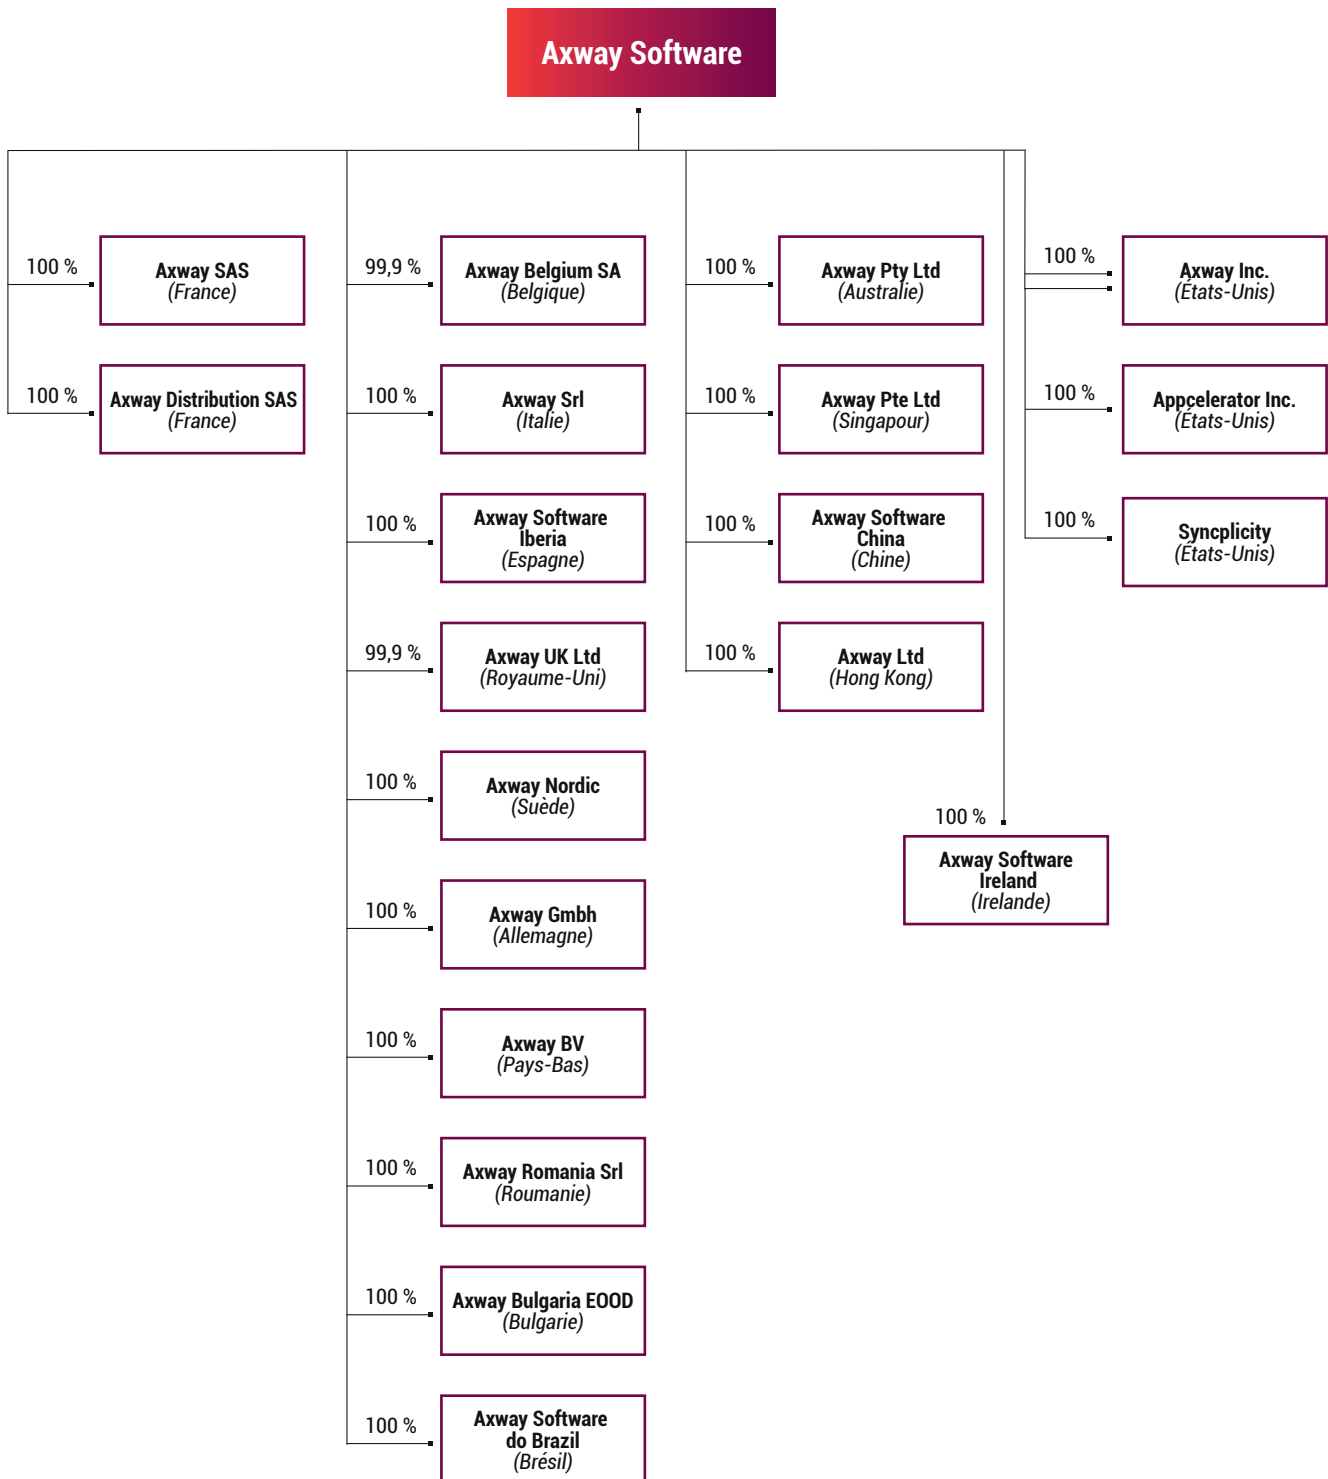 Axway Software
100 %
Axway SAS
(France)
100 %
Axway Distribution SAS
(France)
99,9 %
Axway Belgium SA
(Belgique)
100 %
Axway Srl
(Italie)
100 %
Axway Software
Iberia
(Espagne)
99,9 %
Axway UK Ltd
(Royaume-Uni)
100 %
Axway Nordic
(Suède)
100 %
Axway Gmbh
(Allemagne)
100 %
Axway BV
(Pays-Bas)
100 %
Axway Romania Srl
(Roumanie)
100 %
Axway Bulgaria EOOD
(Bulgarie)
100 %
Axway Software
do Brazil
(Brésil)
100 %
Axway Pty Ltd
(Australie)
100 %
Axway Pte Ltd
(Singapour)
100 %
Axway Software
China
(Chine)
100 %
Axway Ltd
(Hong Kong)
100 %
Axway Software
Ireland
(Irelande)
100 %
Axway Inc.
(États-Unis)
100 %
Appcelerator Inc.
(États-Unis)
100 %
Syncplicity
(États-Unis)